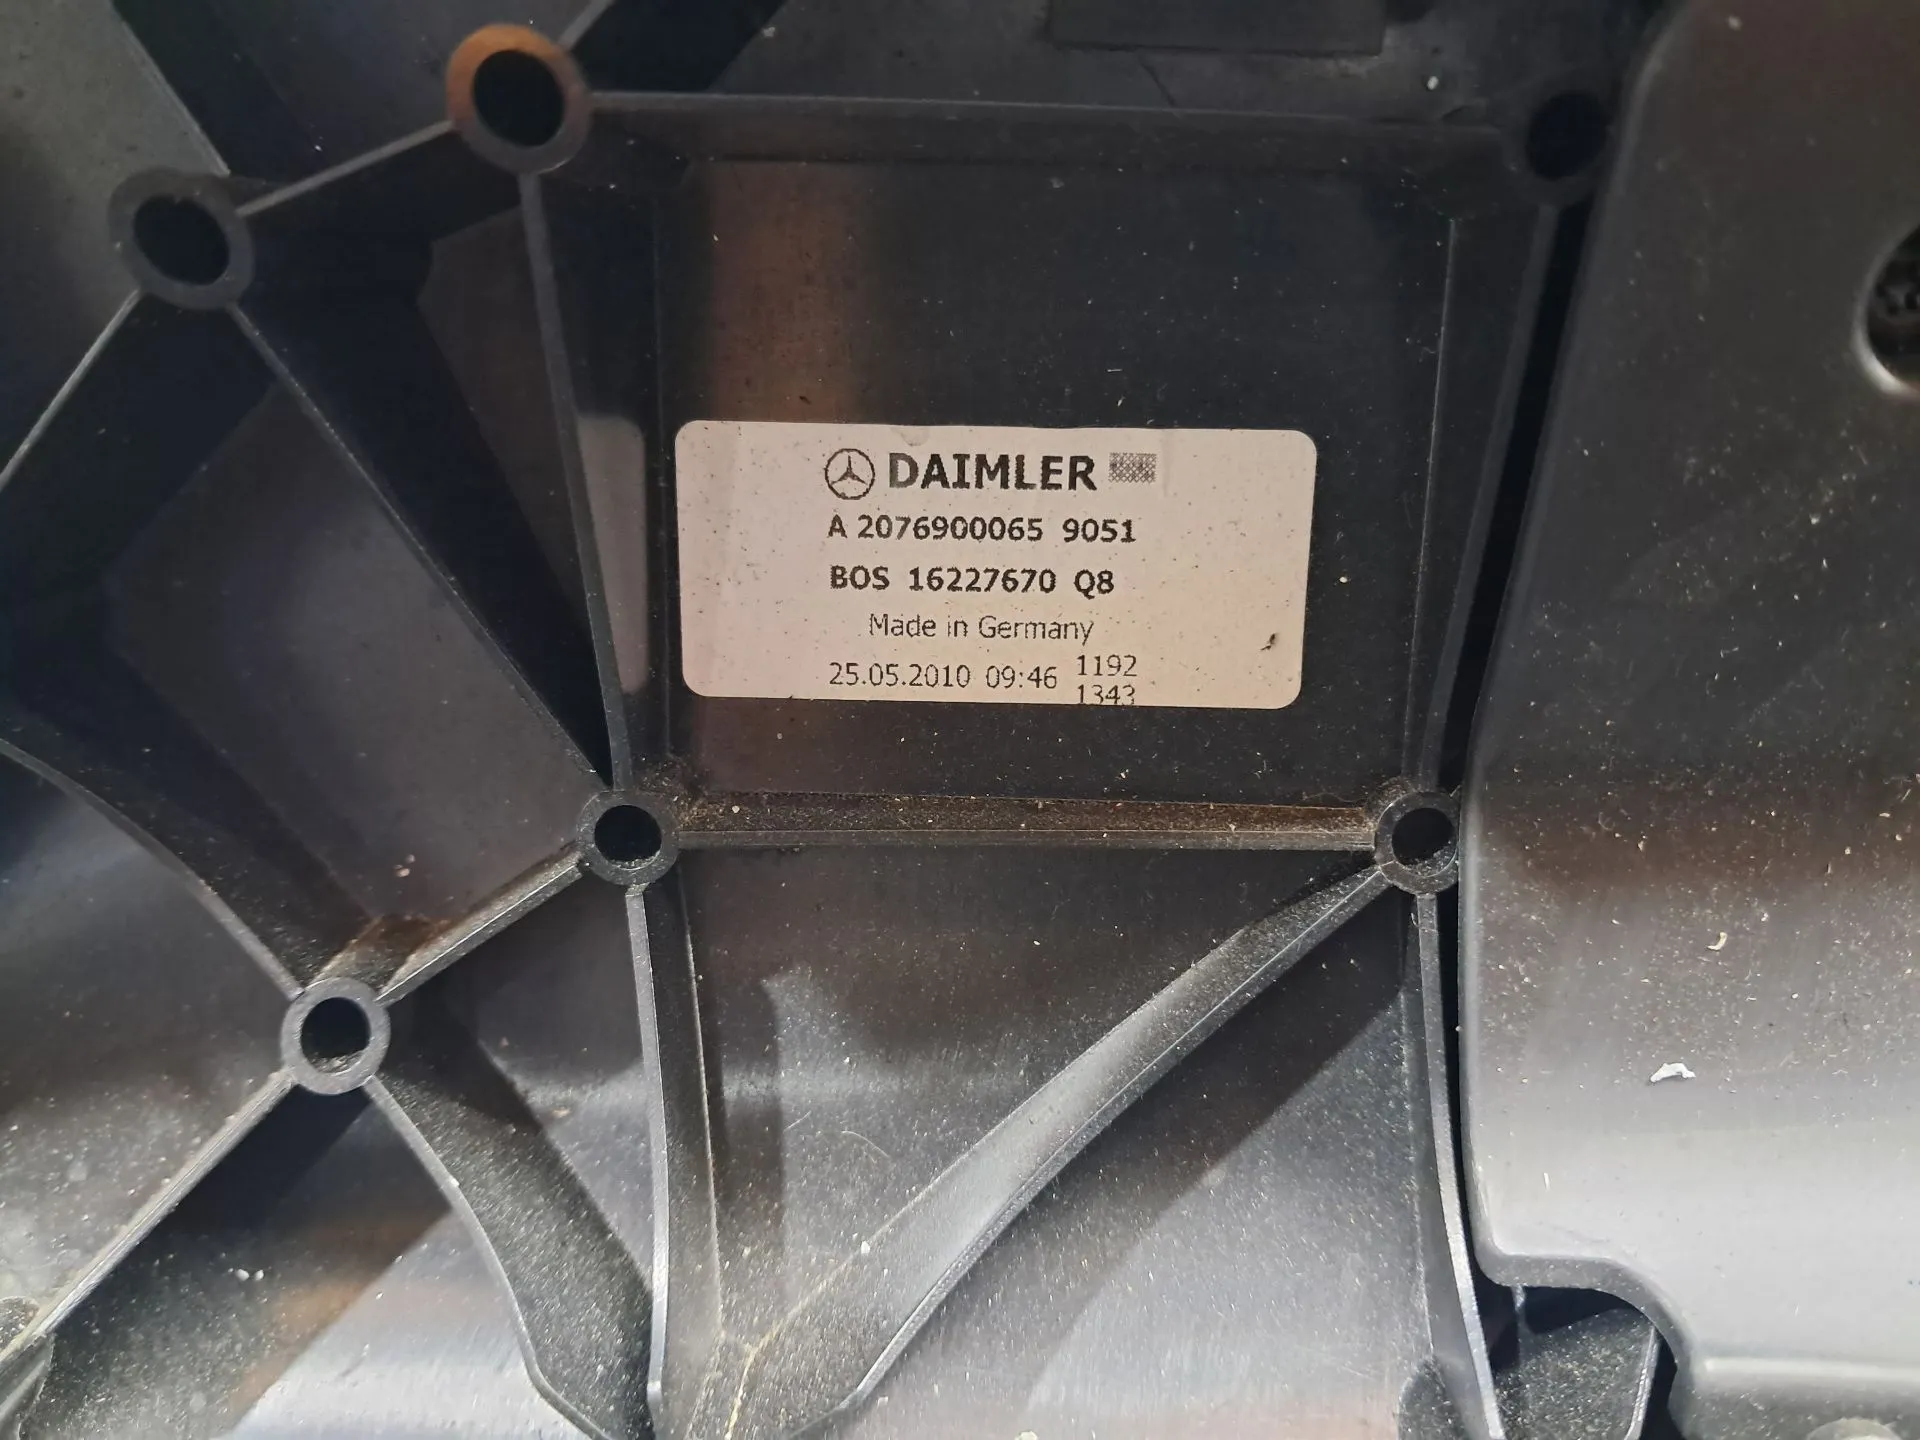 DAIMLER
A 2076900065 9051
BOS 16227670 Q8
Made in Germany
25.05.2010 09:46 1192
1343